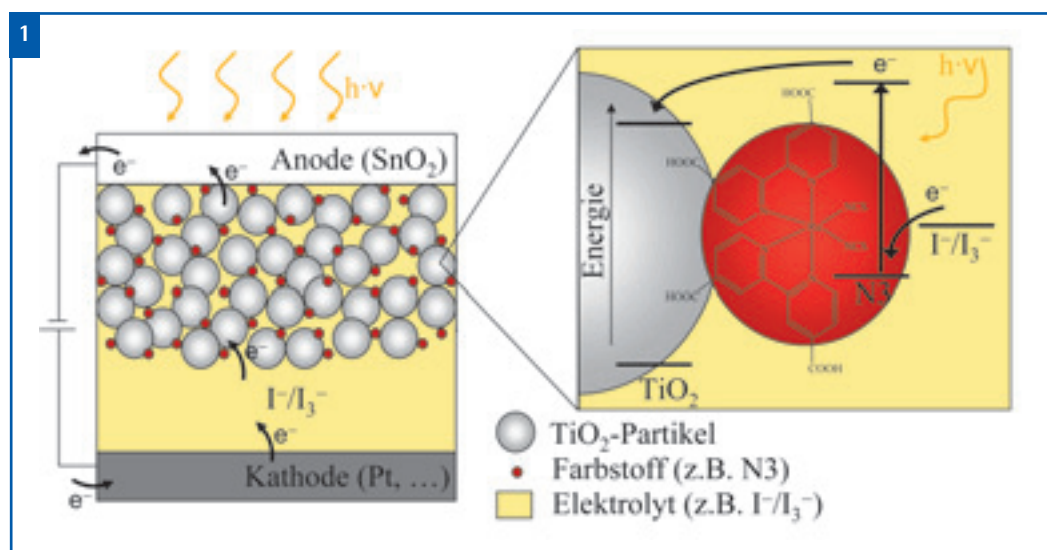 1
h·ν
e⁻
Anode (SnO₂)
e⁻
I⁻/I₃⁻
e⁻
Kathode (Pt, …)
e⁻
Energie
TiO₂
HOOC
HOOC
HOOC
COOH
e⁻
h·ν
e⁻
I⁻/I₃⁻
N3
TiO₂-Partikel
Farbstoff (z.B. N3)
Elektrolyt (z.B. I⁻/I₃⁻)